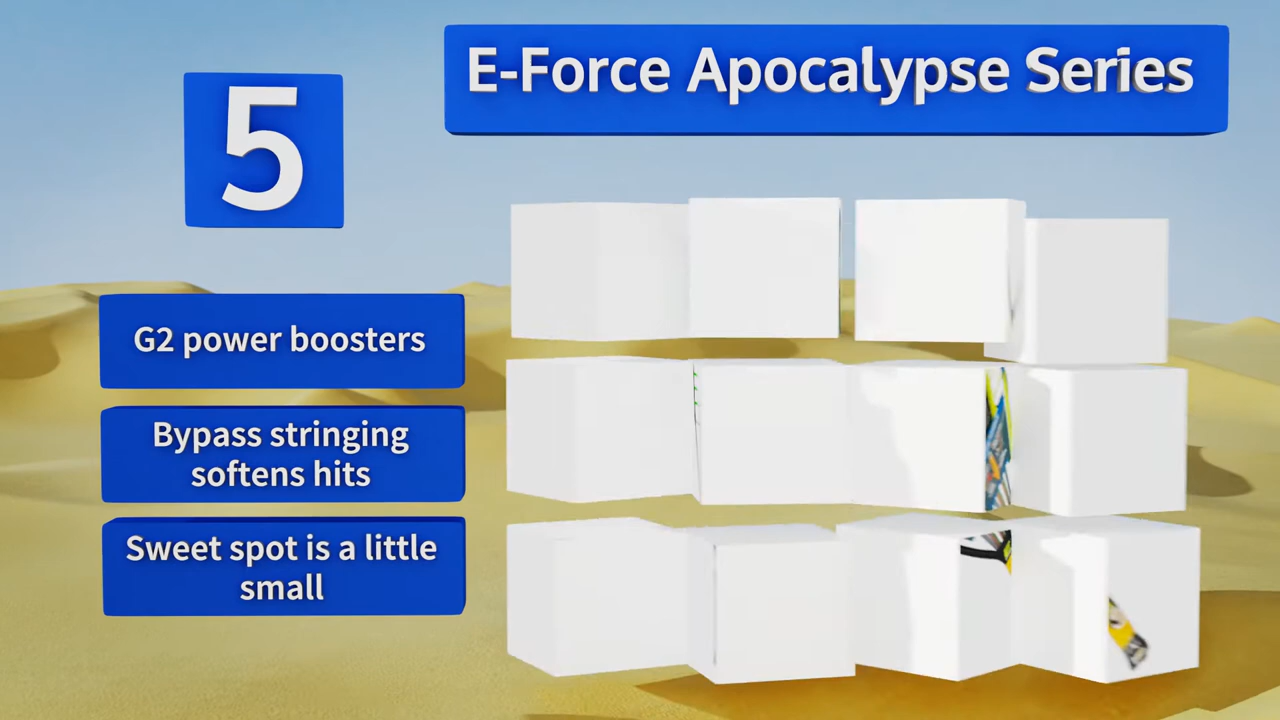 5
E-Force Apocalypse Series
G2 power boosters
Bypass stringing
softens hits
Sweet spot is a little
small